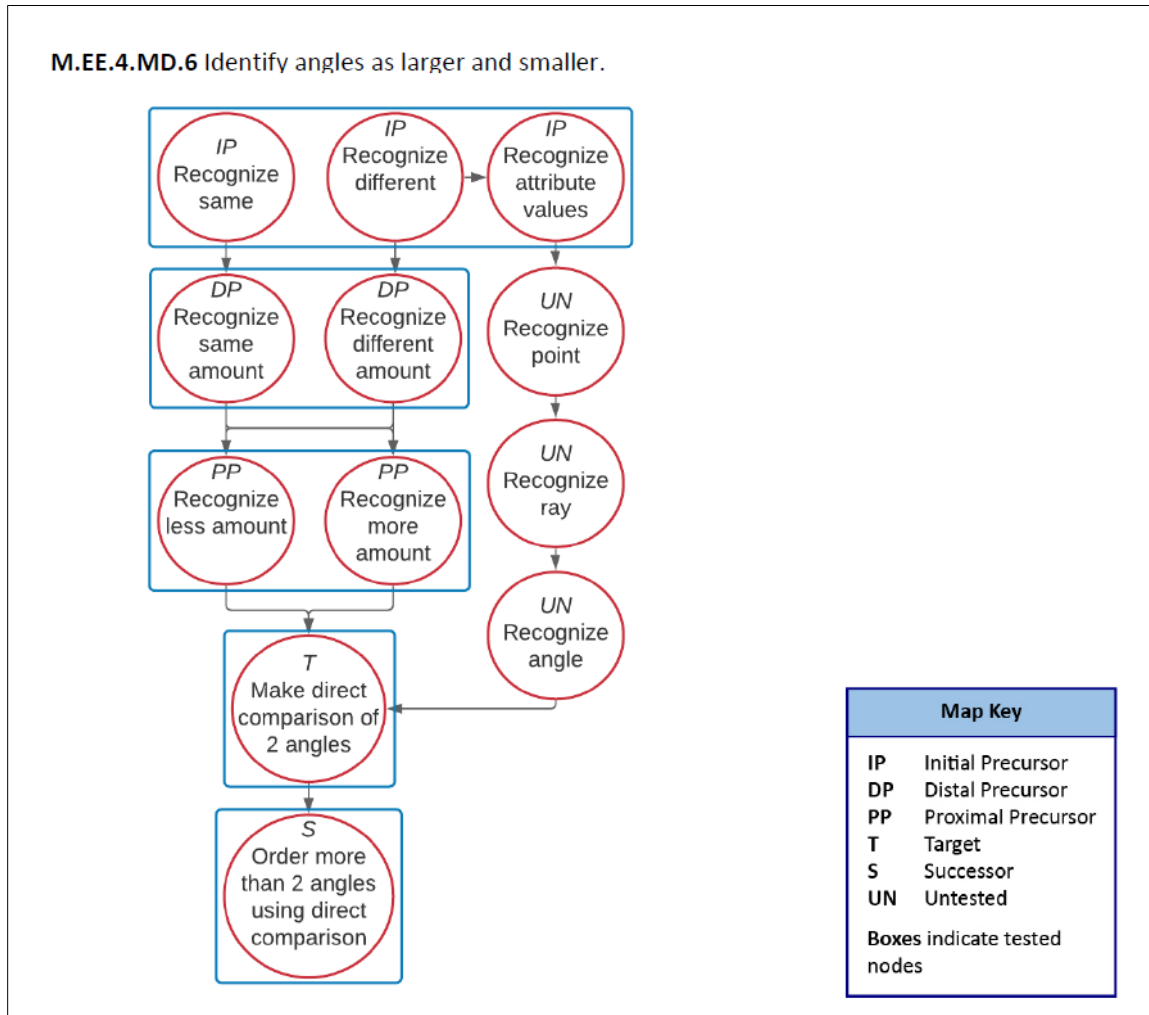 M.EE.4.MD.6 Identify angles as larger and smaller.
IP
Recognize
same
IP
Recognize
different
IP
Recognize
attribute
values
DP
Recognize
same
amount
DP
Recognize
different
amount
UN
Recognize
point
PP
Recognize
less amount
PP
Recognize
more
amount
UN
Recognize
ray
UN
Recognize
angle
T
Make direct
comparison of
2 angles
S
Order more
than 2 angles
using direct
comparison
Map Key
IP Initial Precursor
DP Distal Precursor
PP Proximal Precursor
T Target
S Successor
UN Untested
Boxes indicate tested
nodes